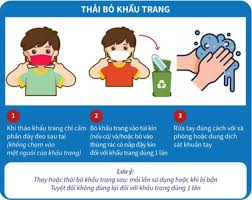 THẢI BỎ KHẨU TRANG
1
Khi tháo khẩu trang chỉ cầm
phần dây đeo sau tai
(không chạm vào
mặt ngoài của khẩu trang)
2
Bỏ khẩu trang vào túi kín
(nếu có) và/hoặc bỏ vào
thùng rác có nắp đậy kín
đối với khẩu trang dùng 1 lần
3
Rửa tay đúng cách với xà
phòng hoặc dung dịch
sát khuẩn tay
Lưu ý:
Thay hoặc thải bỏ khẩu trang sau: mỗi lần sử dụng hoặc khi bị bẩn
Tuyệt đối không dùng lại đối với khẩu trang dùng 1 lần